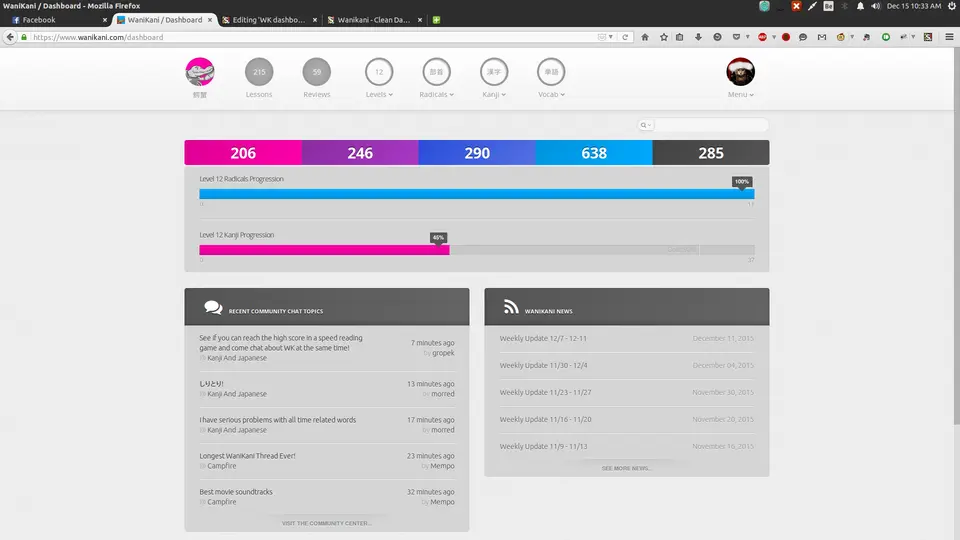 WaniKani / Dashboard - Mozilla Firefox
Dec 15 10:33 AM
Facebook
WaniKani / Dashboard
Editing 'WK dashbo...
Wanikani - Clean Da...
https://www.wanikani.com/dashboard
215
59
12
部首
漢字
単語
Lessons
Reviews
Levels
Radicals
Kanji
Vocab
Menu
206 246 290 638 285
Level 12 Radicals Progression
100%
Level 12 Kanji Progression
RECENT COMMUNITY CHAT TOPICS
See if you can reach the high score in a speed reading
game and come chat about WK at the same time!
in Kanji And Japanese
7 minutes ago
by gropek
しりとり!
in Kanji And Japanese
13 minutes ago
by morred
I have serious problems with all time related words
in Kanji And Japanese
17 minutes ago
by morred
Longest WaniKani Thread Ever!
in Campfire
23 minutes ago
by Mempo
Best movie soundtracks
in Campfire
32 minutes ago
by Mempo
VISIT THE COMMUNITY CENTER...
WANIKANI NEWS
Weekly Update 12/7 - 12-11 December 11, 2015
Weekly Update 11/30 - 12/4 December 04, 2015
Weekly Update 11/23 - 11/27 November 30, 2015
Weekly Update 11/16 - 11/20 November 20, 2015
Weekly Update 11/9 - 11/13 November 16, 2015
SEE MORE NEWS...